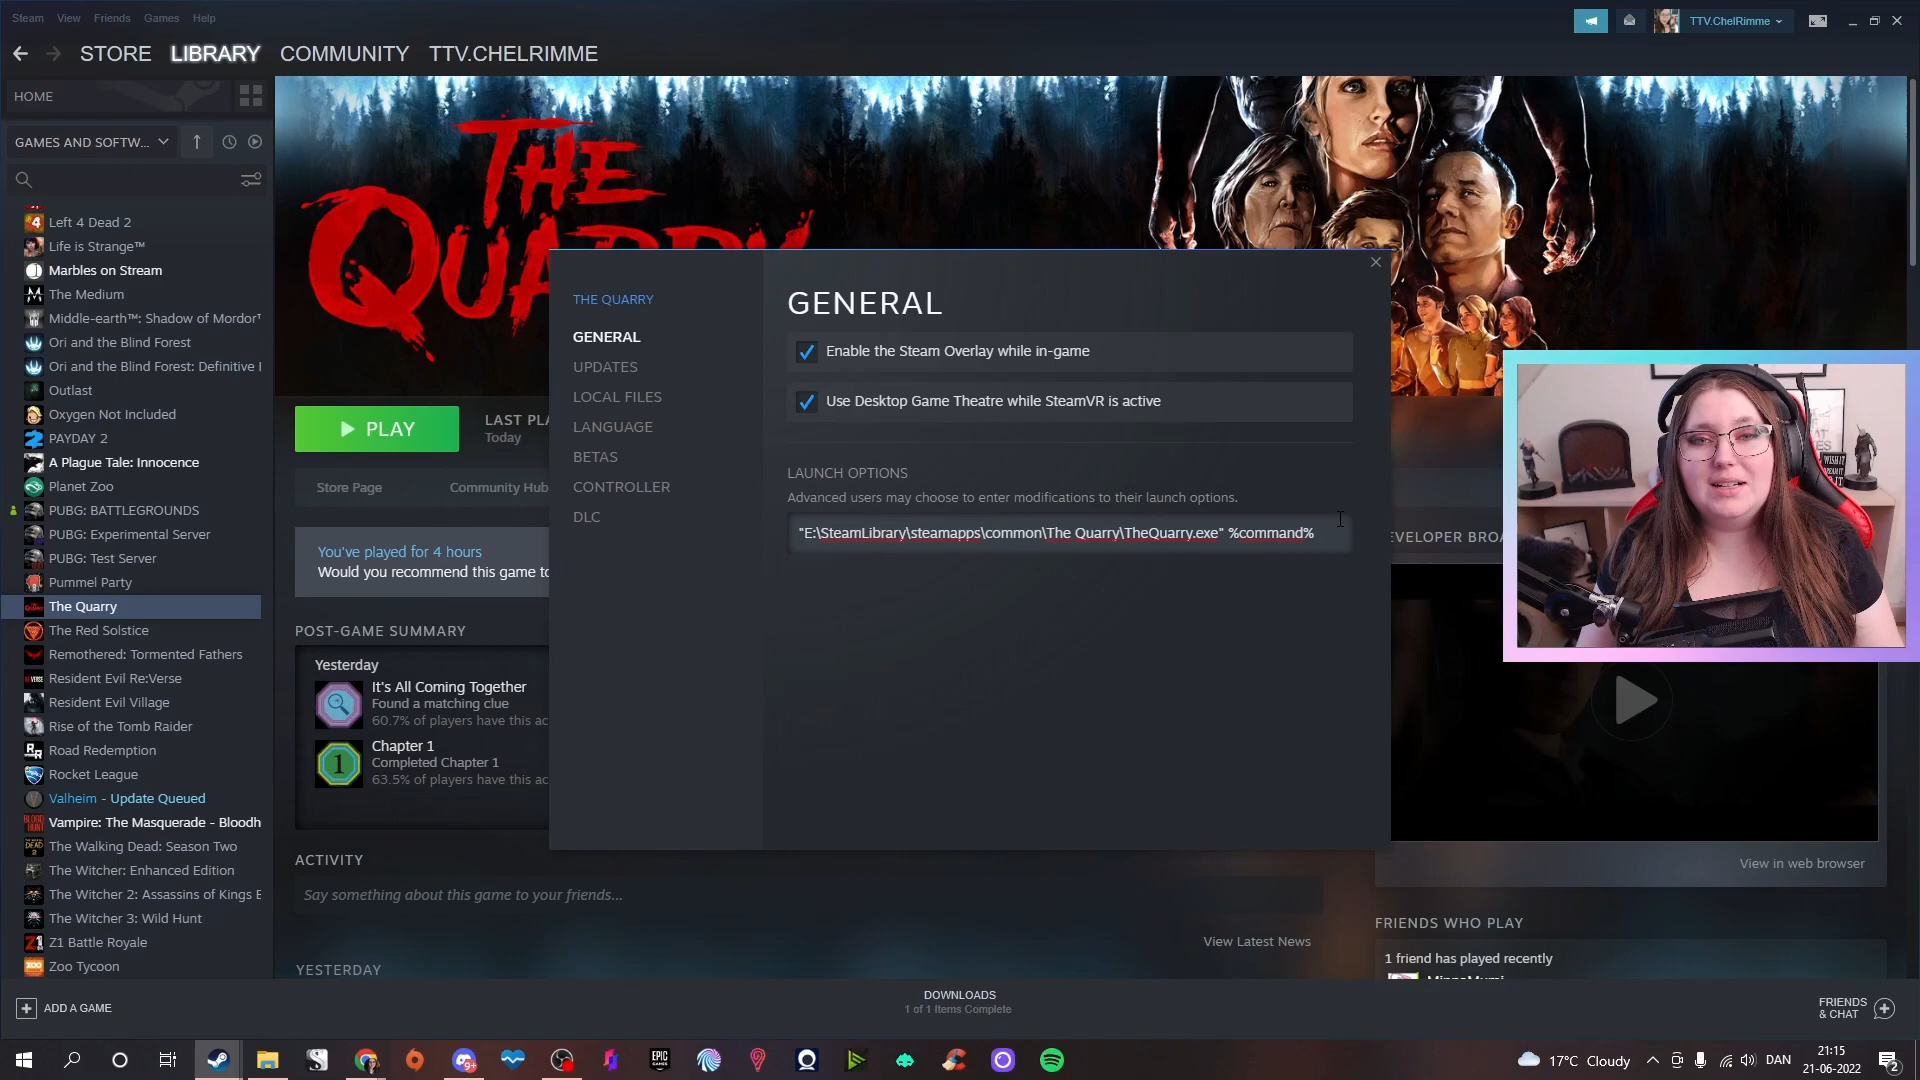 Steam View Friends Games Help
TTV.ChelRimme
STORE LIBRARY COMMUNITY TTV.CHELRIMME
HOME
GAMES AND SOFTW...
Left 4 Dead 2
Life is Strange™
Marbles on Stream
The Medium
Middle-earth™: Shadow of Mordor
Ori and the Blind Forest
Ori and the Blind Forest: Definitive
Outlast
Oxygen Not Included
PAYDAY 2
A Plague Tale: Innocence
Planet Zoo
PUBG: BATTLEGROUNDS
PUBG: Experimental Server
PUBG: Test Server
Pummel Party
The Quarry
The Red Solstice
Remothered: Tormented Fathers
Resident Evil Re:Verse
Resident Evil Village
Rise of the Tomb Raider
Road Redemption
Rocket League
Valheim - Update Queued
Vampire: The Masquerade - Bloodh
The Walking Dead: Season Two
The Witcher: Enhanced Edition
The Witcher 2: Assassins of Kings E
The Witcher 3: Wild Hunt
Z1 Battle Royale
Zoo Tycoon
ADD A GAME
THE
QUARRY
PLAY
LAST PLA
Today
Store Page Community Hub
You've played for 4 hours
Would you recommend this game to
POST-GAME SUMMARY
Yesterday
It's All Coming Together
Found a matching clue
60.7% of players have this ac
1
Chapter 1
Completed Chapter 1
63.5% of players have this ac
ACTIVITY
Say something about this game to your friends...
View Latest News
YESTERDAY
THE QUARRY
GENERAL
UPDATES
LOCAL FILES
LANGUAGE
BETAS
CONTROLLER
DLC
GENERAL
Enable the Steam Overlay while in-game
Use Desktop Game Theatre while SteamVR is active
LAUNCH OPTIONS
Advanced users may choose to enter modifications to their launch options.
"E:\SteamLibrary\steamapps\common\The Quarry\TheQuarry.exe" %command%
EVELOPER BROA
View in web browser
FRIENDS WHO PLAY
1 friend has played recently
DOWNLOADS
1 of 1 Items Complete
FRIENDS
& CHAT
EPIC
GAMES
9+
17°C Cloudy
DAN
21:15
21-06-2022
2